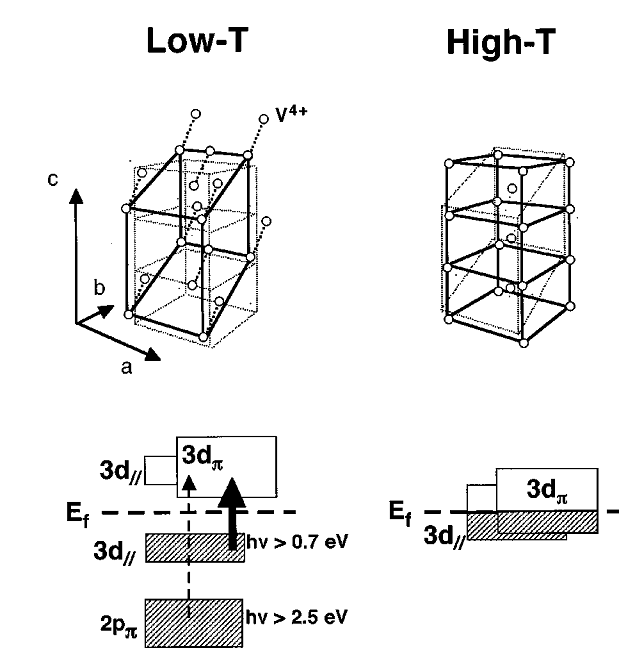 Low-T
High-T
V⁴⁺
c
b
a
3d//
3dπ
Ef
3d//
hν > 0.7 eV
2pπ
hν > 2.5 eV
3dπ
Ef
3d//